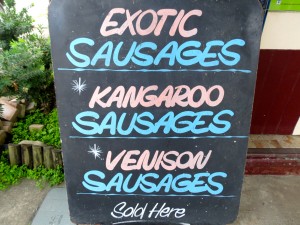 EXOTIC
SAUSAGES
* KANGAROO
SAUSAGES
* VENISON
SAUSAGES
Sold Here